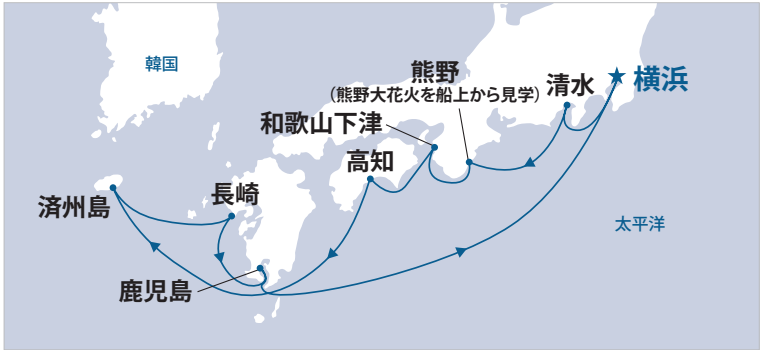 韓国
熊野
(熊野大花火を船上から見学)
清水
横浜
和歌山下津
高知
長崎
済州島
太平洋
鹿児島